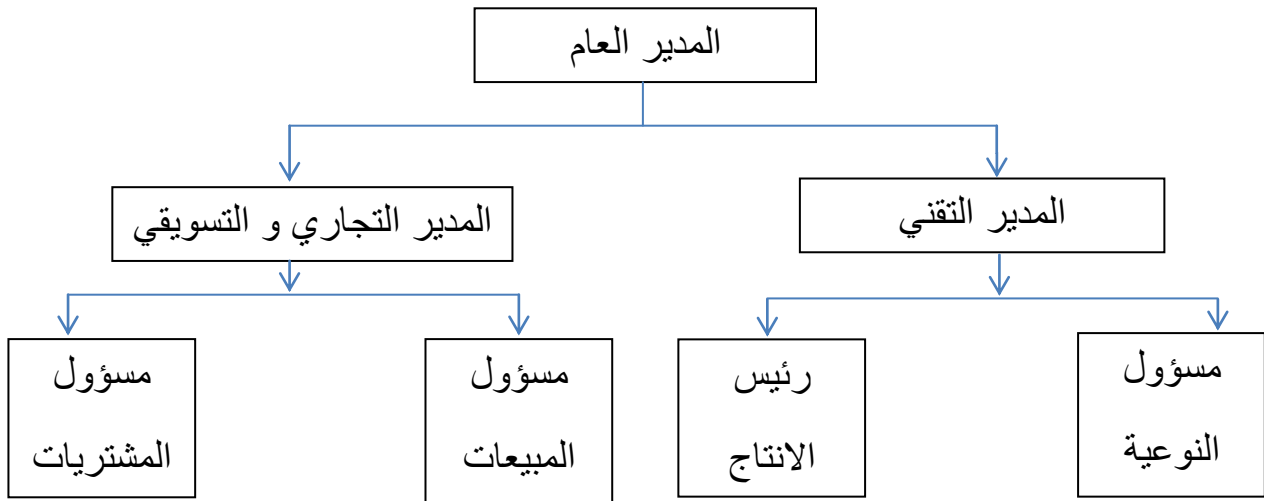 المدير العام
المدير التقني
المدير التجاري و التسويقي
مسؤول
النوعية
رئيس
الانتاج
مسؤول
المبيعات
مسؤول
المشتريات